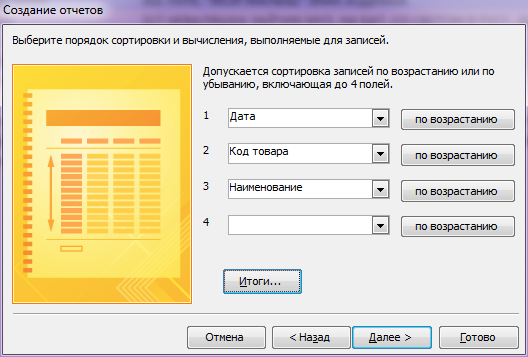 Создание отчетов
Выберите порядок сортировки и вычисления, выполняемые для записей.
Допускается сортировка записей по возрастанию или по
убыванию, включающая до 4 полей.
1 Дата по возрастанию
2 Код товара по возрастанию
3 Наименование по возрастанию
4 по возрастанию
Итоги...
Отмена < Назад Далее > Готово